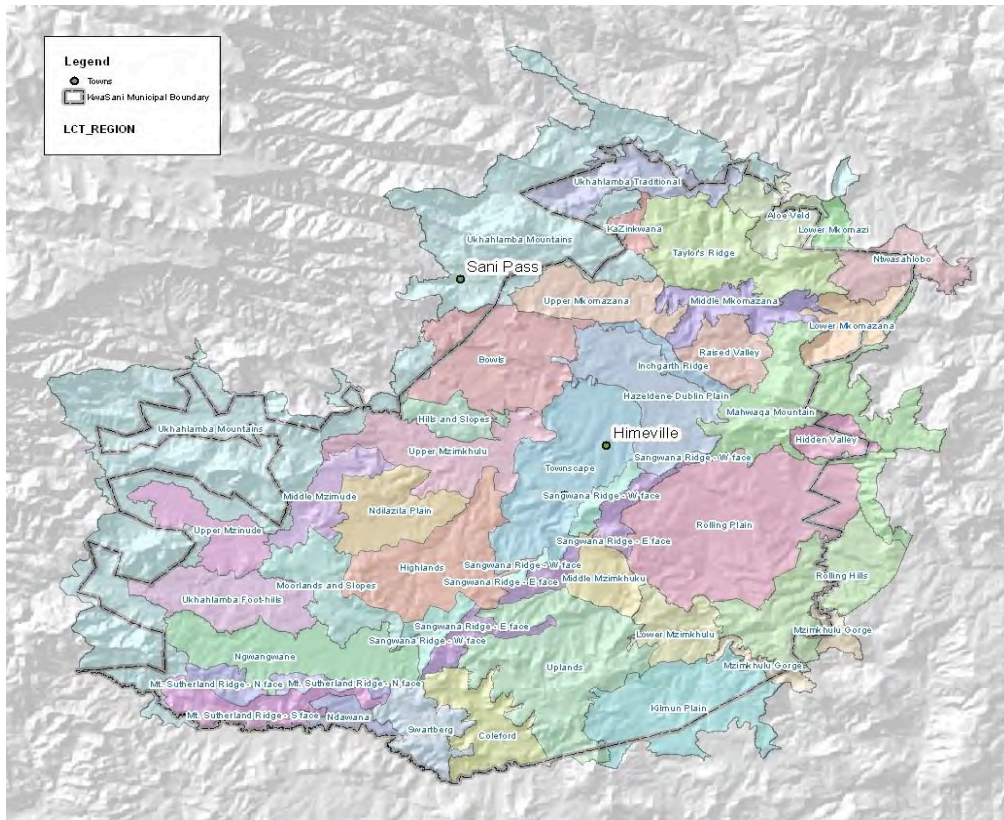 Legend
Towns
KwaSani Municipal Boundary
LCT_REGION
Ukhahlamba Traditional
KaZinkwana
Aloe Veld
Lower Mkomazi
Ukhahlamba Mountains
Taylor's Ridge
Ntwasahlobo
Sani Pass
Upper Mkomazana
Middle Mkomazana
Lower Mkomazana
Bowls
Raised Valley
Inchgarth Ridge
Hazeldene-Dublin Plain
Mahwaqa Mountain
Hills and Slopes
Ukhahlamba Mountains
Himeville
Hidden Valley
Upper Mzimkhulu
Sangwana Ridge - W face
Townscape
Middle Mzimude
Sangwana Ridge - W face
Ndilazila Plain
Rolling Plain
Upper Mzinude
Sangwana Ridge - E face
Sangwana Ridge - W face
Highlands
Rolling Hills
Moorlands and Slopes
Sangwana Ridge - E face
Middle Mzimkhuku
Ukhahlamba Foot-hills
Sangwana Ridge - E face
Mzimkhulu Gorge
Lower Mzimkhulu
Sangwana Ridge - W face
Ngwangwane
Uplands
Mzimkhulu Gorge
Mt. Sutherland Ridge - N face
Mt. Sutherland Ridge - N face
Kilmun Plain
Mt. Sutherland Ridge - S face
Ndawana
Swartberg
Coleford